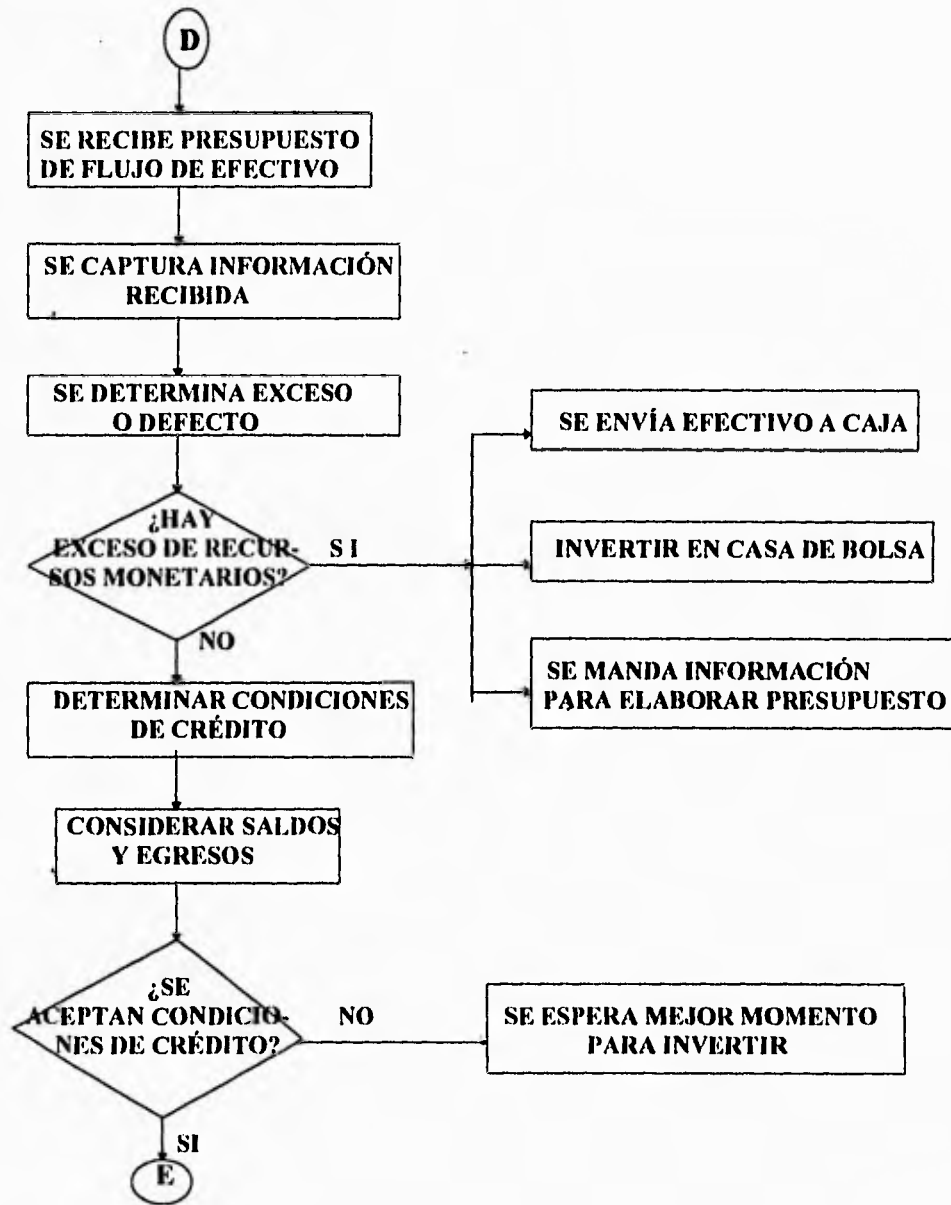 D
SE RECIBE PRESUPUESTO
DE FLUJO DE EFECTIVO
SE CAPTURA INFORMACIÓN
RECIBIDA
SE DETERMINA EXCESO
O DEFECTO
¿HAY
EXCESO DE RECUR-
SOS MONETARIOS?
S I
SE ENVÍA EFECTIVO A CAJA
INVERTIR EN CASA DE BOLSA
SE MANDA INFORMACIÓN
PARA ELABORAR PRESUPUESTO
NO
DETERMINAR CONDICIONES
DE CRÉDITO
CONSIDERAR SALDOS
Y EGRESOS
¿SE
ACEPTAN CONDICIO-
NES DE CRÉDITO?
NO
SE ESPERA MEJOR MOMENTO
PARA INVERTIR
SI
E